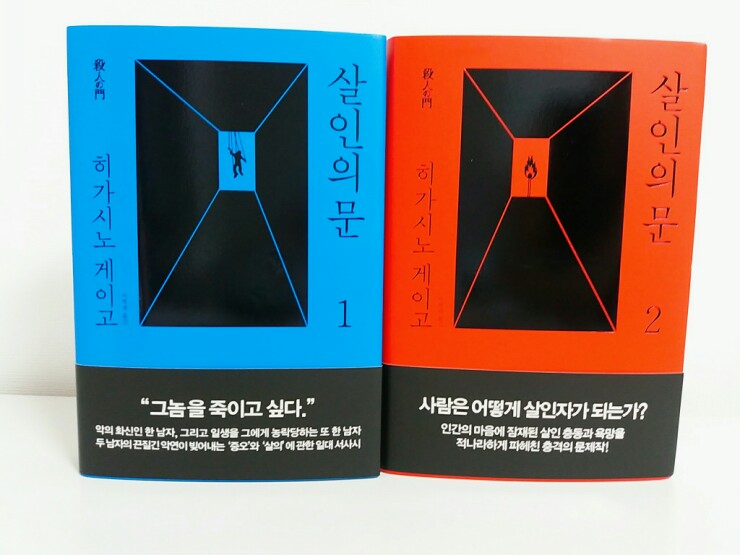 殺人の門
살인의 문
히가시노 게이고
1
“그놈을 죽이고 싶다.”
악의 화신인 한 남자, 그리고 일생을 그에게 농락당하는 또 한 남자
두 남자의 끈질긴 악연이 빚어내는 ‘증오’와 ‘살의’에 관한 일대 서사시
殺人の門
살인의 문
히가시노 게이고
2
사람은 어떻게 살인자가 되는가?
인간의 마음에 잠재된 살인 충동과 욕망을
적나라하게 파헤친 충격의 문제작!